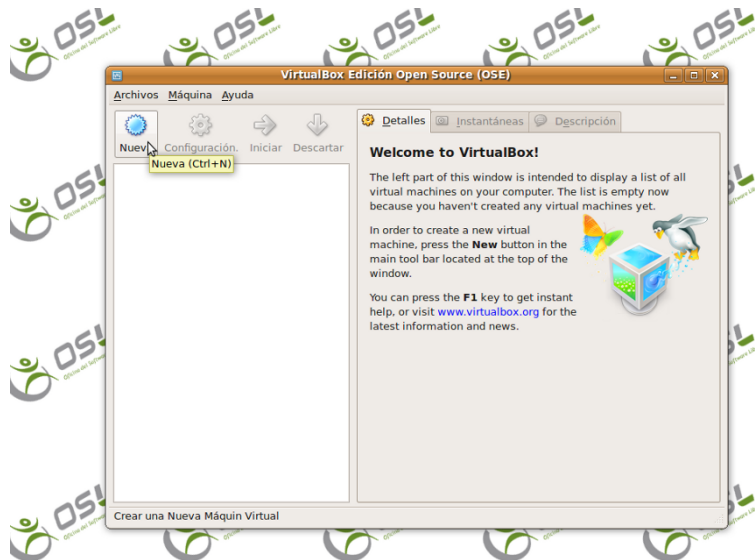 OSL
Oficina del Software Libre
VirtualBox Edición Open Source (OSE)
Archivos Máquina Ayuda
Nueva Configuración. Iniciar Descartar
Nueva (Ctrl+N)
Detalles Instantáneas Descripción
Welcome to VirtualBox!
The left part of this window is intended to display a list of all
virtual machines on your computer. The list is empty now
because you haven't created any virtual machines yet.
In order to create a new virtual
machine, press the New button in the
main tool bar located at the top of the
window.
You can press the F1 key to get instant
help, or visit www.virtualbox.org for the
latest information and news.
Crear una Nueva Máquin Virtual